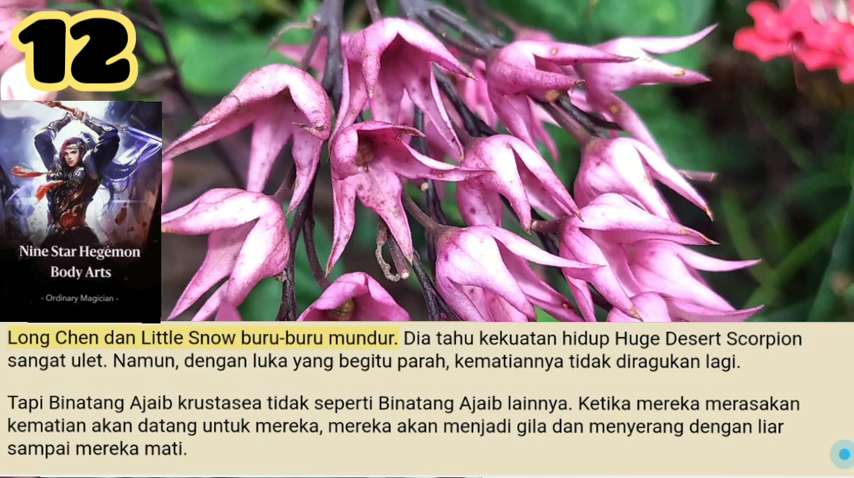 12
Nine Star Hegemon
Body Arts
- Ordinary Magician -
Long Chen dan Little Snow buru-buru mundur. Dia tahu kekuatan hidup Huge Desert Scorpion
sangat ulet. Namun, dengan luka yang begitu parah, kematiannya tidak diragukan lagi.
Tapi Binatang Ajaib krustasea tidak seperti Binatang Ajaib lainnya. Ketika mereka merasakan
kematian akan datang untuk mereka, mereka akan menjadi gila dan menyerang dengan liar
sampai mereka mati.